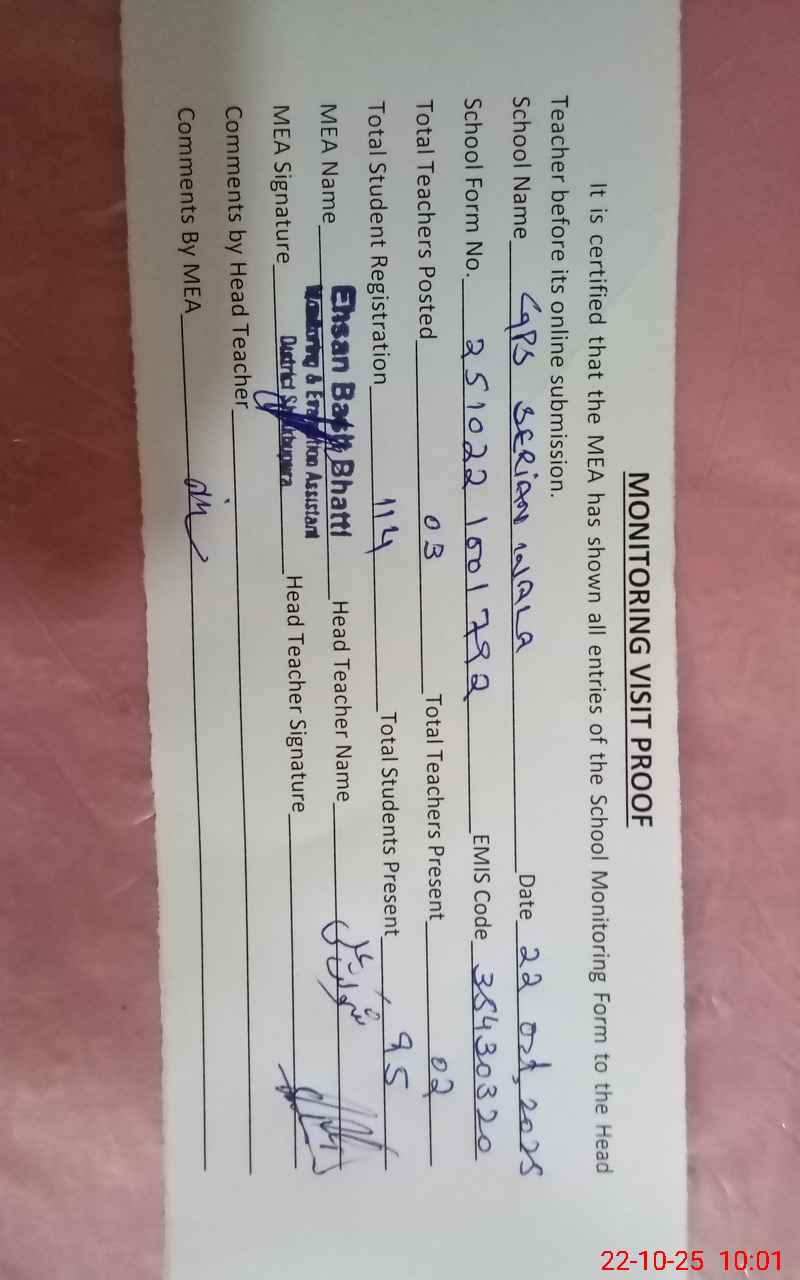 MONITORING VISIT PROOF
It is certified that the MEA has shown all entries of the School Monitoring Form to the Head
Teacher before its online submission.
School Name GPS SERIAN WALA Date 22 Oct, 2025
School Form No. 251022 1001792 EMIS Code 35430320
Total Teachers Posted 03 Total Teachers Present 02
Total Student Registration 114 Total Students Present 95
MEA Name Ehsan Bhatti Head Teacher Name
Monitoring & Evaluation Assistant
MEA Signature District Head Teacher Signature
Comments by Head Teacher
Comments By MEA
22-10-25 10:01